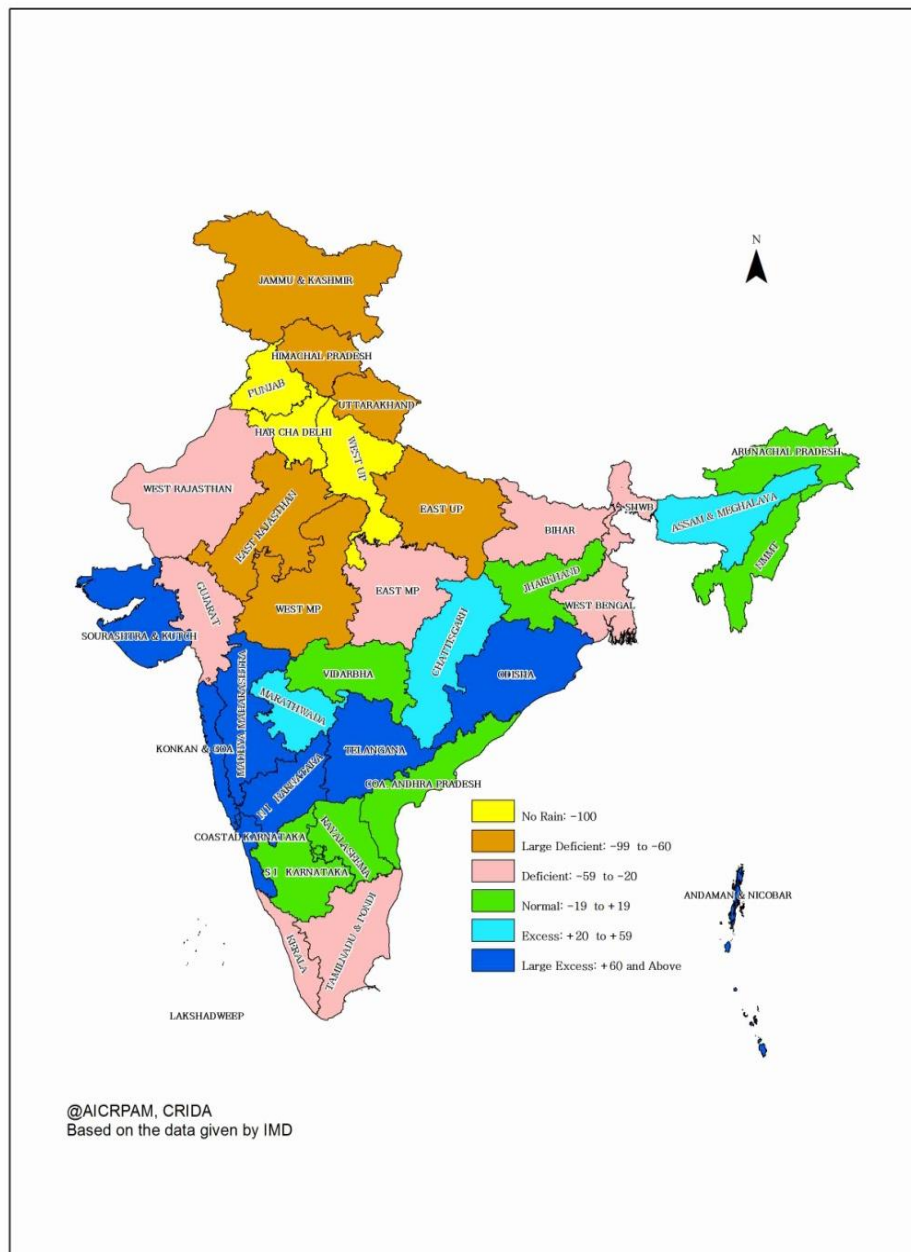 N
JAMMU & KASHMIR
HIMACHAL PRADESH
PUNJAB
UTTARAKHAND
HAR CHA DELHI
WEST UP
ARUNACHAL PRADESH
WEST RAJASTHAN
EAST RAJASTHAN
EAST UP
SHWB
ASSAM & MEGHALAYA
BIHAR
NMMT
JHARKHAND
GUJARAT
EAST MP
WEST MP
WEST BENGAL
SOURASHTRA & KUTCH
CHATTISGARH
VIDARBHA
ODISHA
MADHYA MAHARASHTRA
MARATHWADA
KONKAN & GOA
TELANGANA
N I KARNATAKA
COA ANDHRA PRADESH
No Rain: -100
COASTAL KARNATAKA
RAYALASEEMA
Large Deficient: -99 to -60
S I KARNATAKA
Deficient: -59 to -20
ANDAMAN & NICOBAR
Normal: -19 to +19
KERALA
TAMILNADU & PONDI
Excess: +20 to +59
Large Excess: +60 and Above
LAKSHADWEEP
@AICRPAM, CRIDA
Based on the data given by IMD